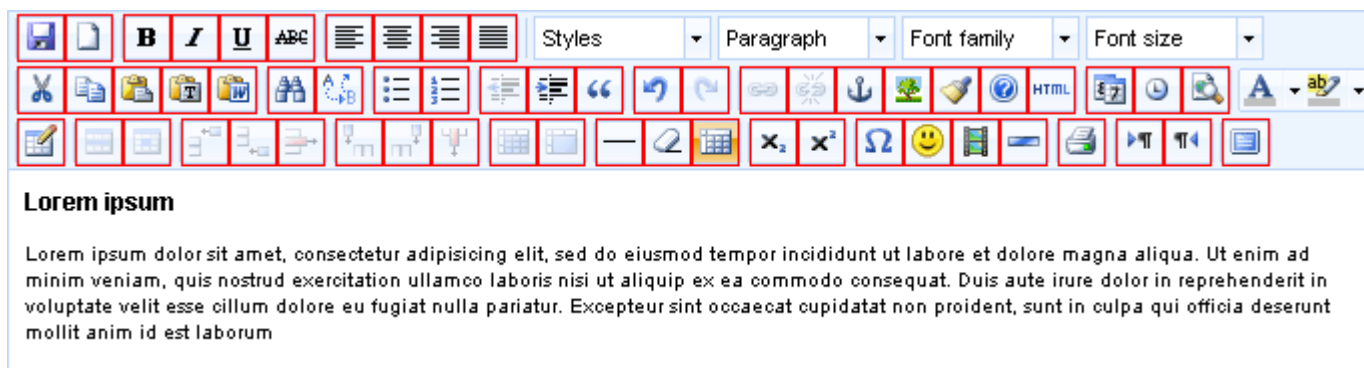 B I U ABC Styles Paragraph Font family Font size
HTML A ab
Lorem ipsum
Lorem ipsum dolor sit amet, consectetur adipisicing elit, sed do eiusmod tempor incididunt ut labore et dolore magna aliqua. Ut enim ad
minim veniam, quis nostrud exercitation ullamco laboris nisi ut aliquip ex ea commodo consequat. Duis aute irure dolor in reprehenderit in
voluptate velit esse cillum dolore eu fugiat nulla pariatur. Excepteur sint occaecat cupidatat non proident, sunt in culpa qui officia deserunt
mollit anim id est laborum